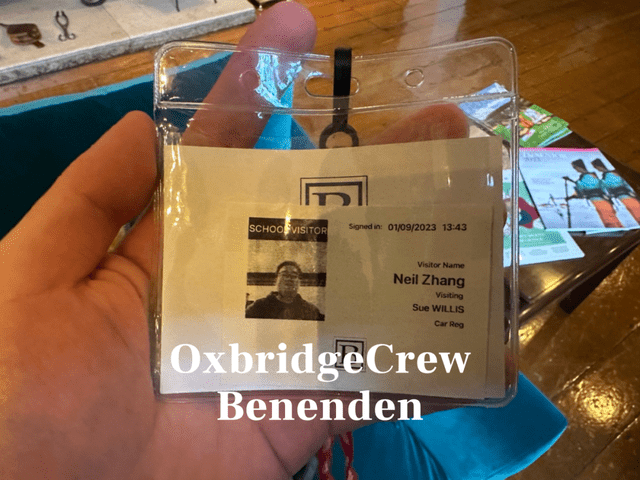 B
SCHOOL VISITOR
Signed in: 01/09/2023 13:43
Visitor Name
Neil Zhang
Visiting
Sue WILLIS
Car Reg
B
OxbridgeCrew
Benenden